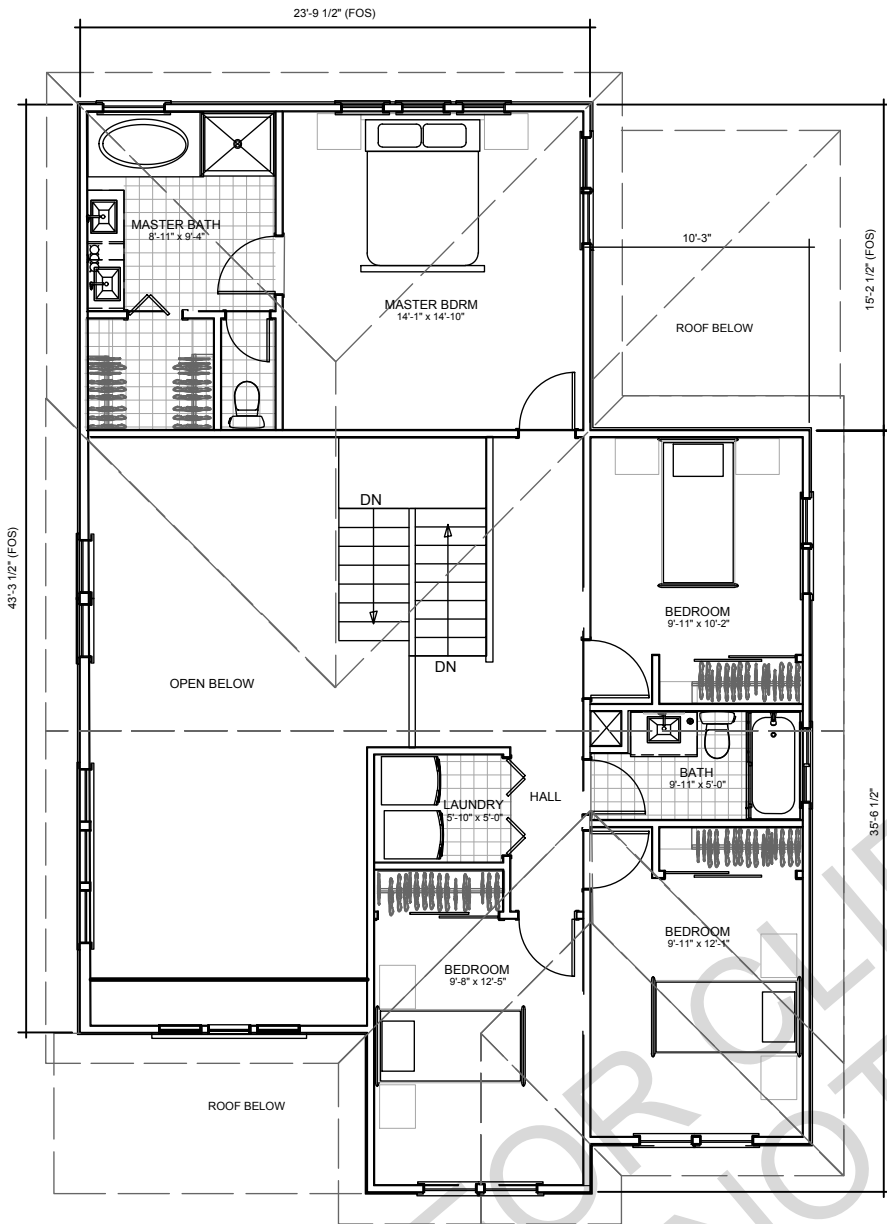 23'-9 1/2" (FOS)
MASTER BATH
8'-11" x 9'-4"
MASTER BDRM
14'-1" x 14'-10"
10'-3"
15'-2 1/2" (FOS)
ROOF BELOW
43'-3 1/2" (FOS)
DN
DN
OPEN BELOW
BEDROOM
9'-11" x 10'-2"
BATH
9'-11" x 5'-0"
HALL
LAUNDRY
5'-10" x 5'-0"
35'-6 1/2"
BEDROOM
9'-11" x 12'-1"
BEDROOM
9'-8" x 12'-5"
ROOF BELOW
FOR
NOT